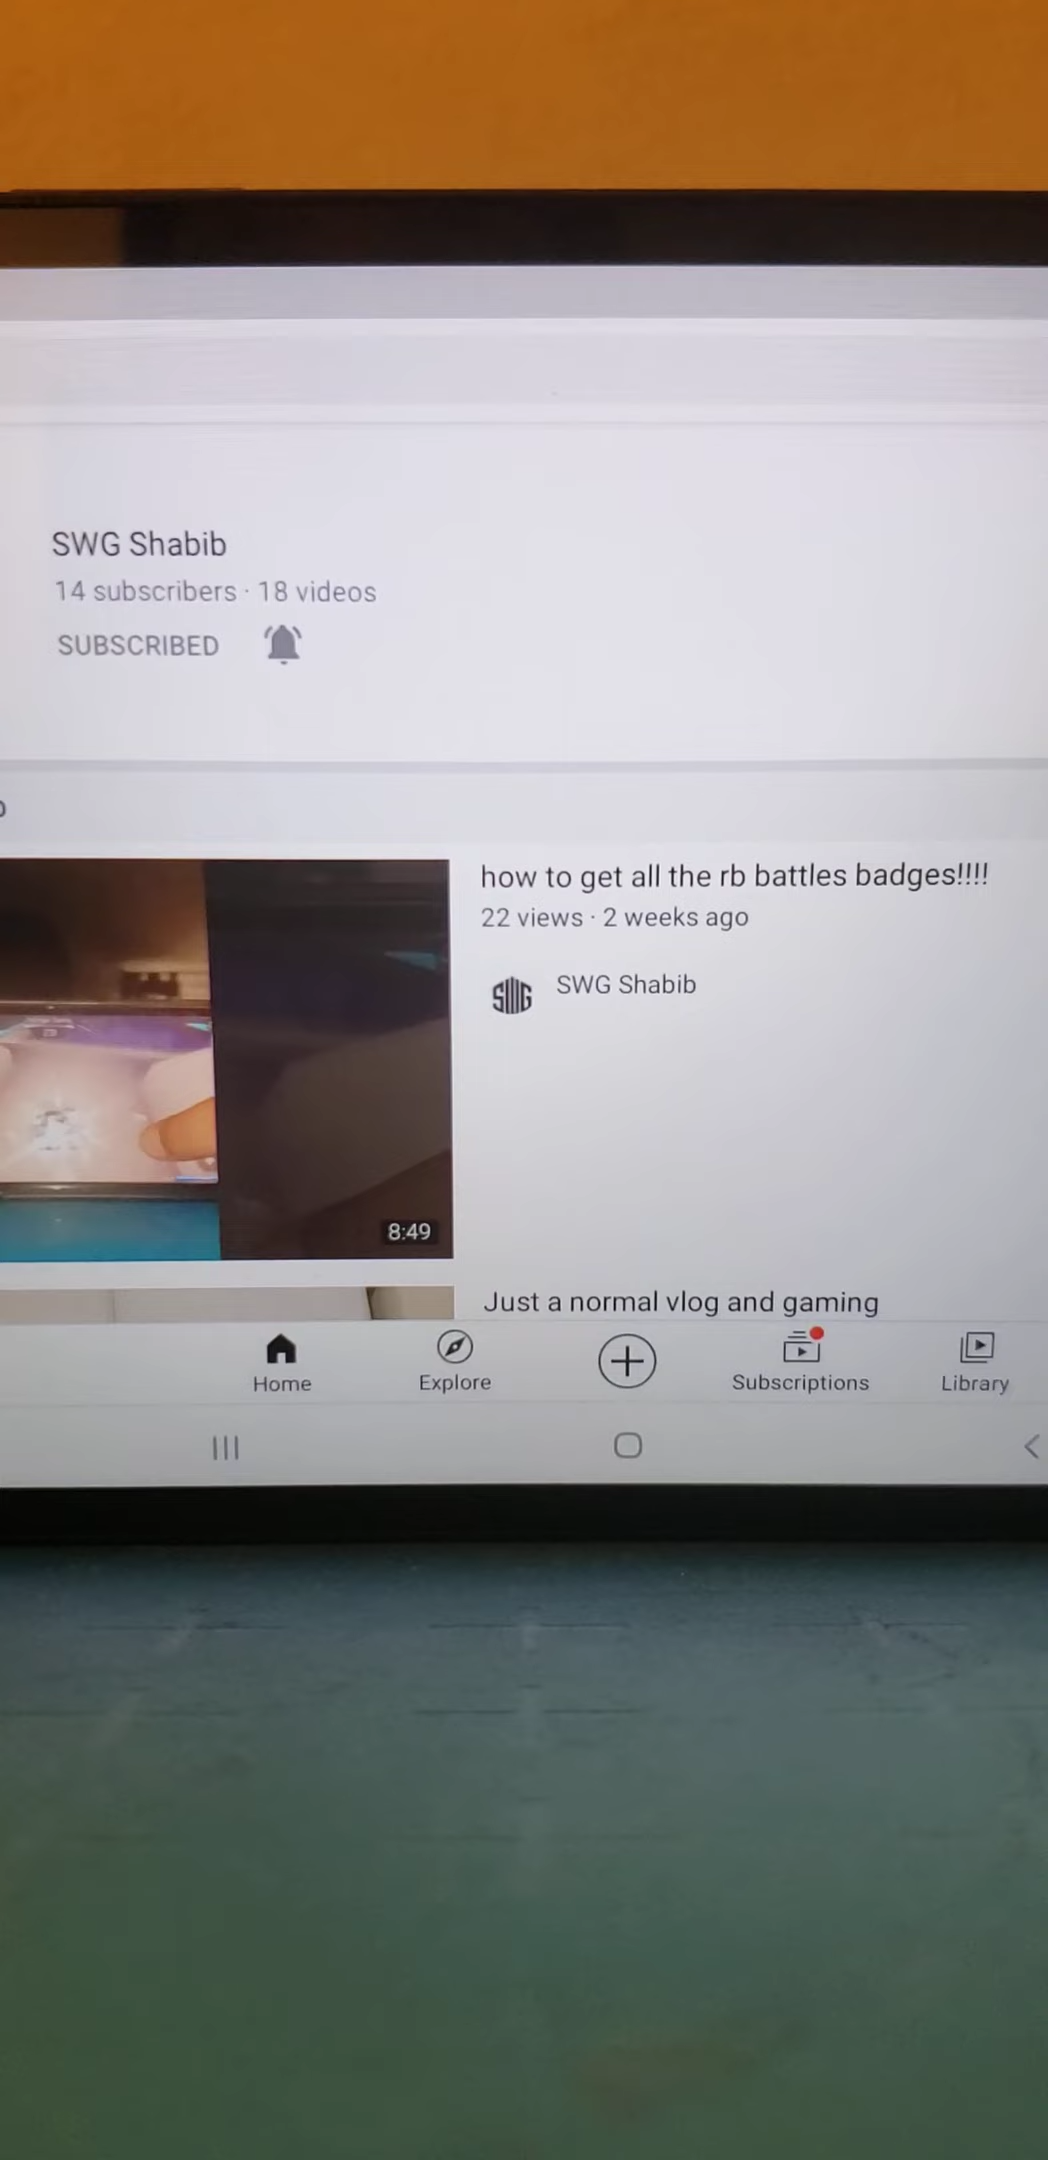 SWG Shabib
14 subscribers · 18 videos
SUBSCRIBED
how to get all the rb battles badges!!!!
22 views · 2 weeks ago
SWG
SWG Shabib
8:49
Just a normal vlog and gaming
Home
Explore
Subscriptions
Library